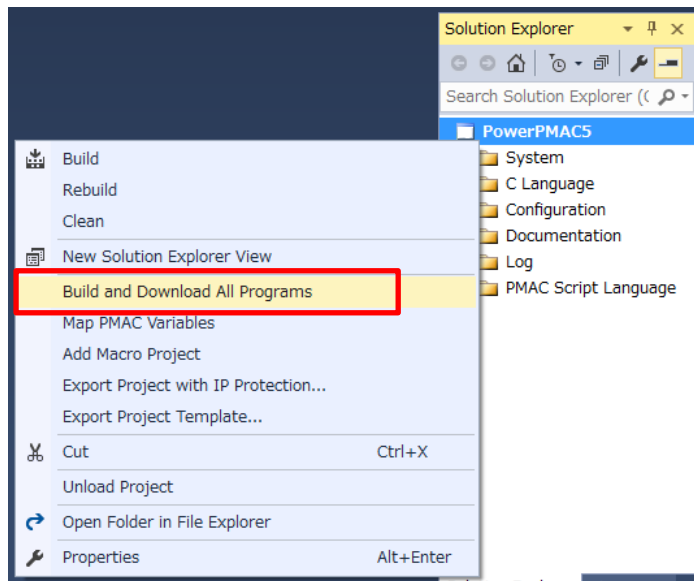 Solution Explorer
Search Solution Explorer ((
PowerPMAC5
System
C Language
Configuration
Documentation
Log
PMAC Script Language
Build
Rebuild
Clean
New Solution Explorer View
Build and Download All Programs
Map PMAC Variables
Add Macro Project
Export Project with IP Protection...
Export Project Template...
Cut Ctrl+X
Unload Project
Open Folder in File Explorer
Properties Alt+Enter